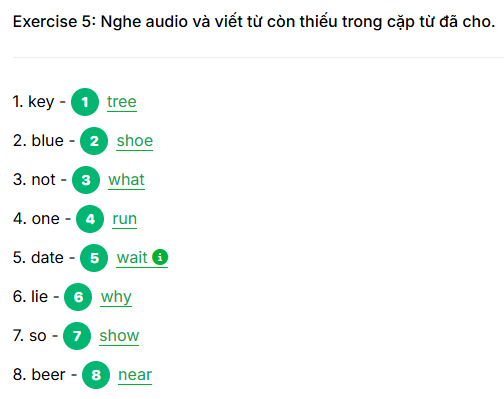 Exercise 5: Nghe audio và viết từ còn thiếu trong cặp từ đã cho.
1. key - 1 tree
2. blue - 2 shoe
3. not - 3 what
4. one - 4 run
5. date - 5 wait i
6. lie - 6 why
7. so - 7 show
8. beer - 8 near